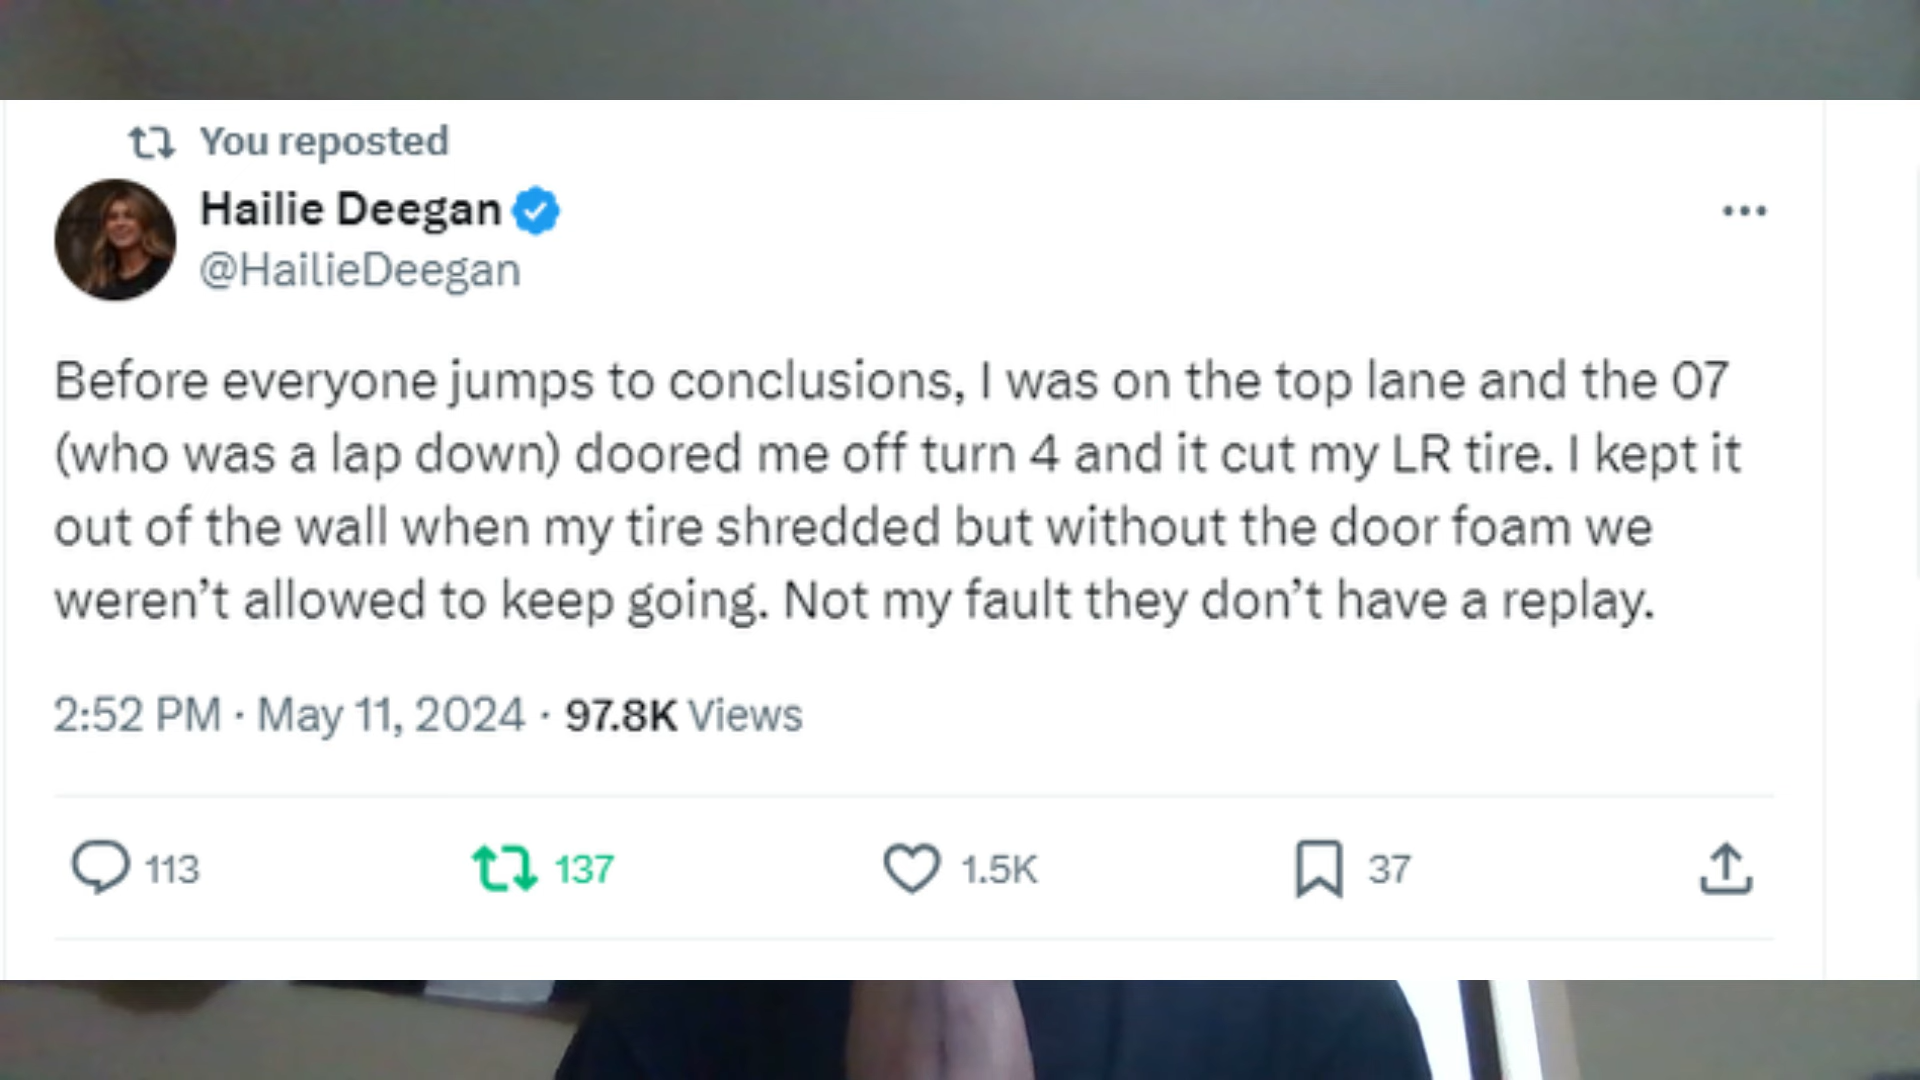 You reposted
Hailie Deegan
@HailieDeegan
Before everyone jumps to conclusions, I was on the top lane and the 07
(who was a lap down) doored me off turn 4 and it cut my LR tire. I kept it
out of the wall when my tire shredded but without the door foam we
weren’t allowed to keep going. Not my fault they don’t have a replay.
2:52 PM · May 11, 2024 · 97.8K Views
113 137 1.5K 37